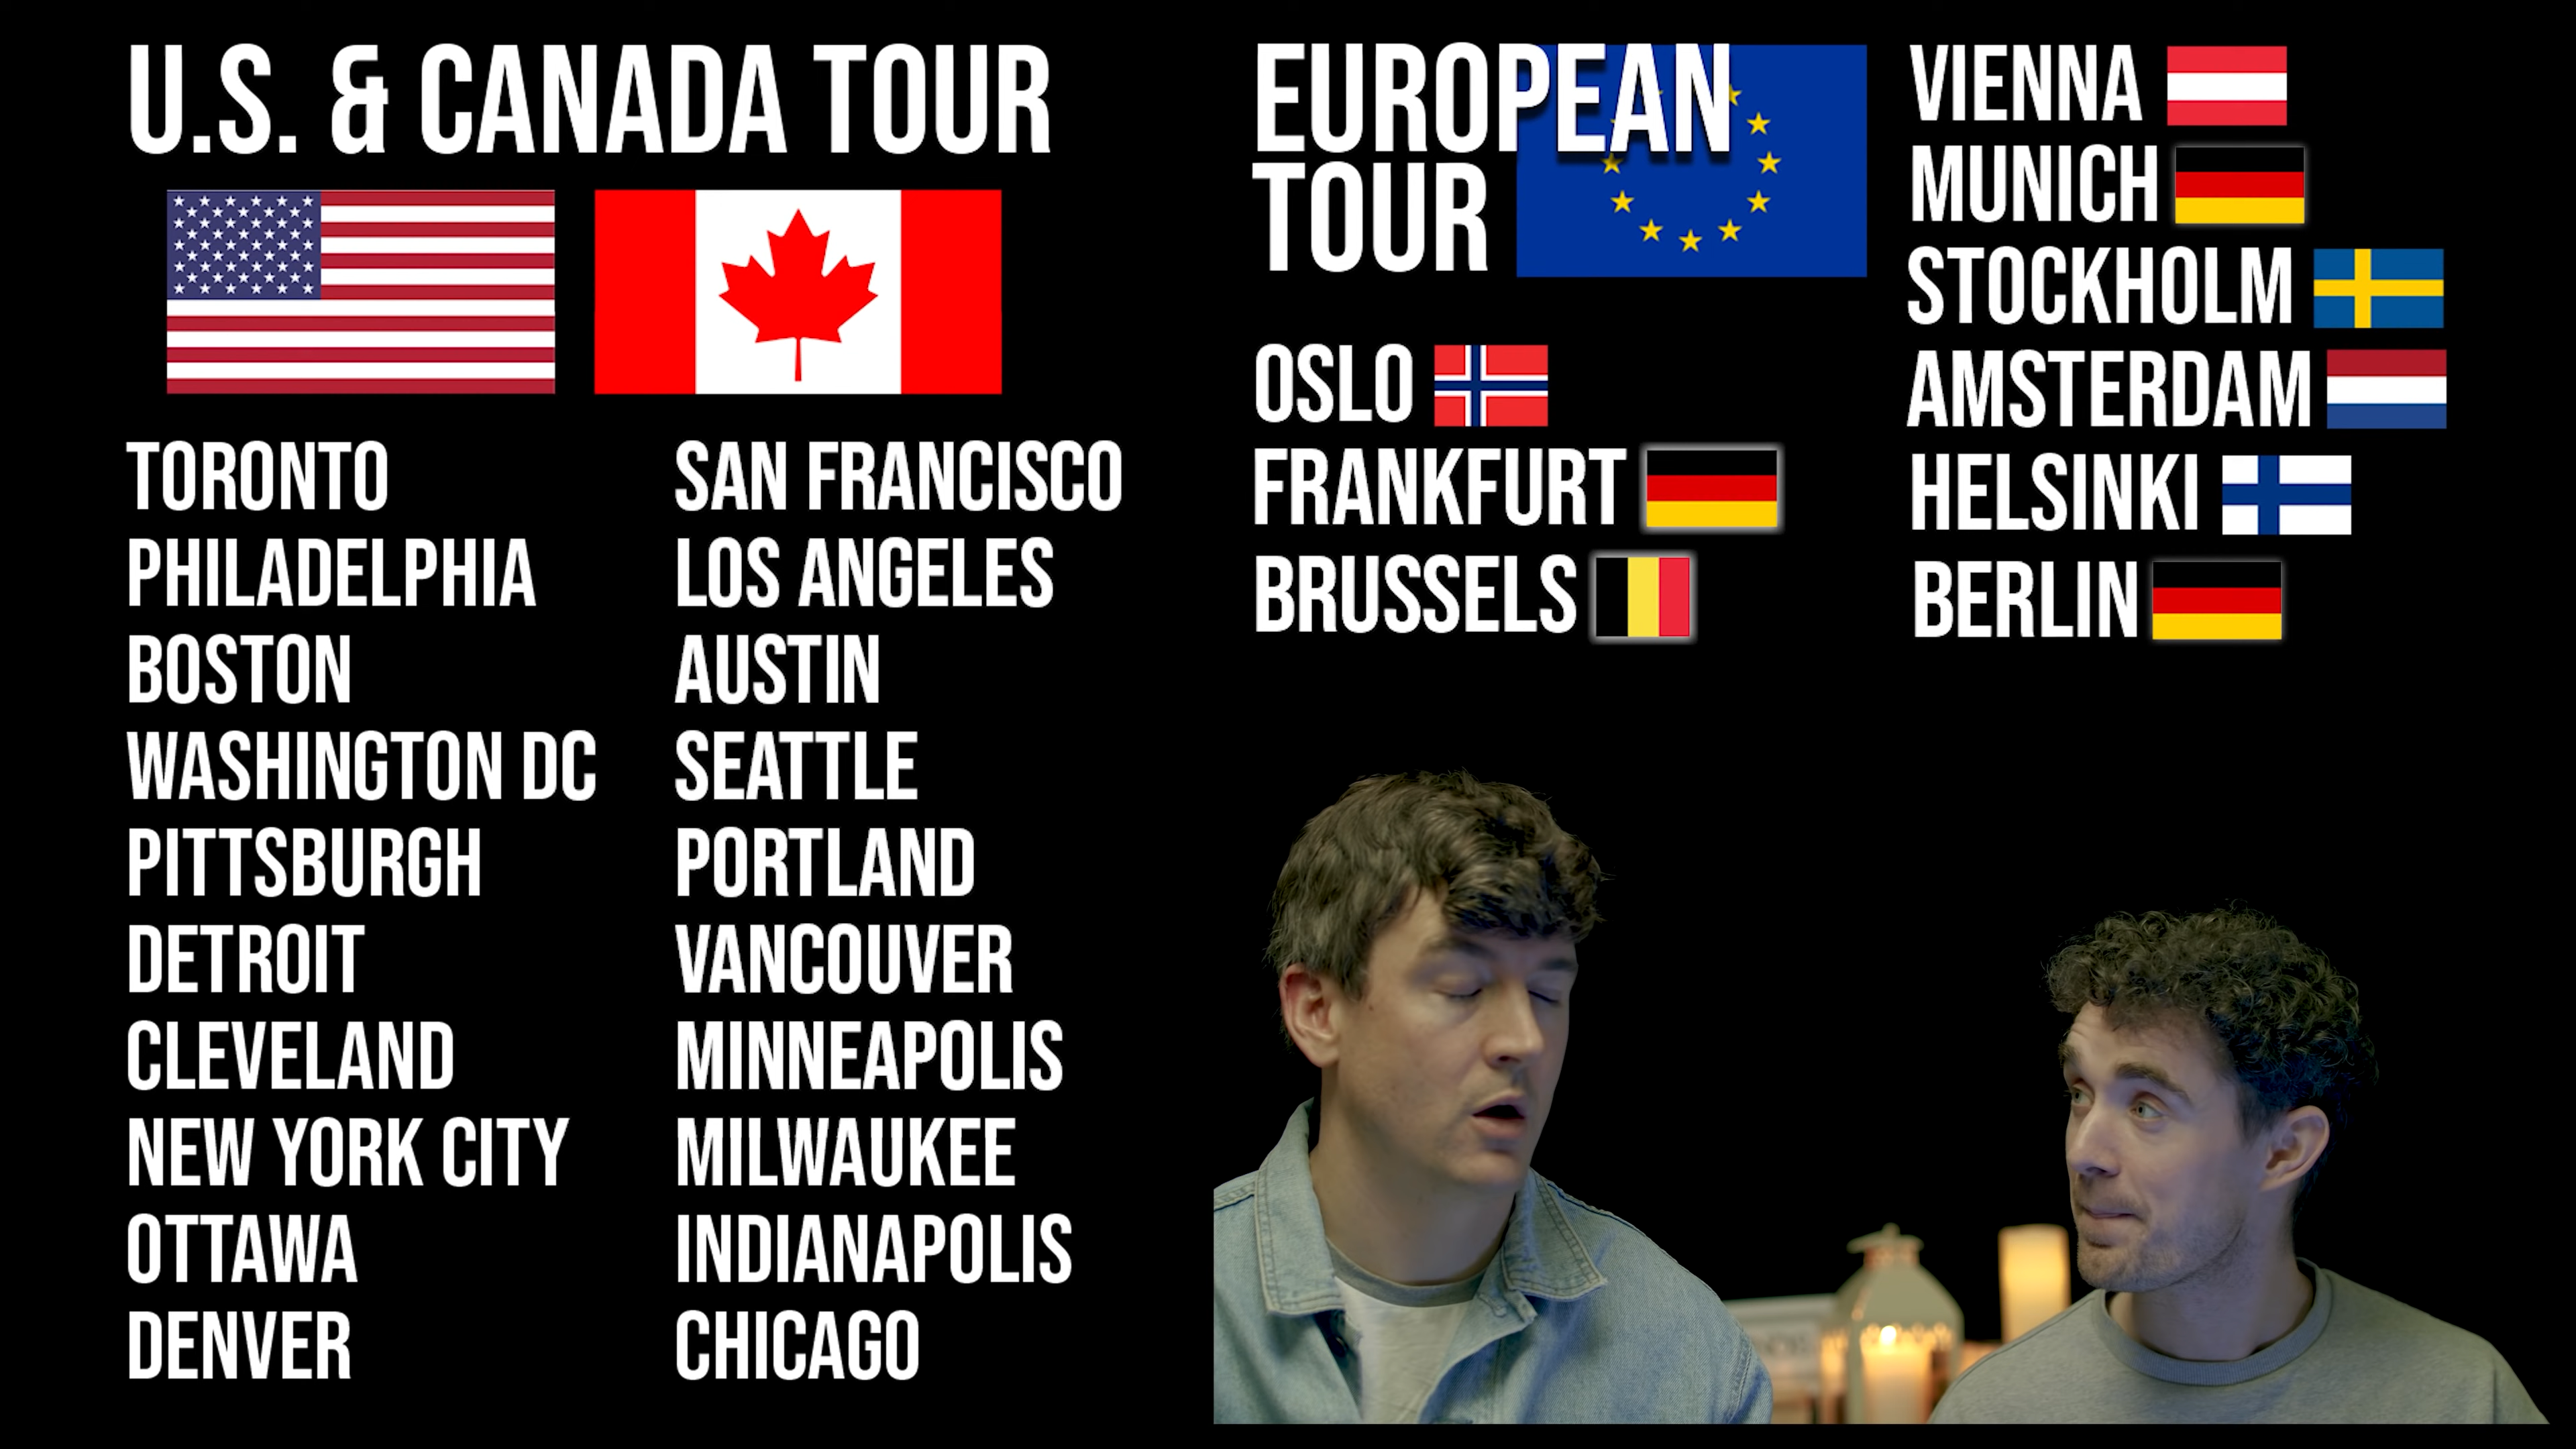 U.S. & CANADA TOUR
TORONTO
PHILADELPHIA
BOSTON
WASHINGTON DC
PITTSBURGH
DETROIT
CLEVELAND
NEW YORK CITY
OTTAWA
DENVER
SAN FRANCISCO
LOS ANGELES
AUSTIN
SEATTLE
PORTLAND
VANCOUVER
MINNEAPOLIS
MILWAUKEE
INDIANAPOLIS
CHICAGO
EUROPEAN
TOUR
OSLO
FRANKFURT
BRUSSELS
VIENNA
MUNICH
STOCKHOLM
AMSTERDAM
HELSINKI
BERLIN